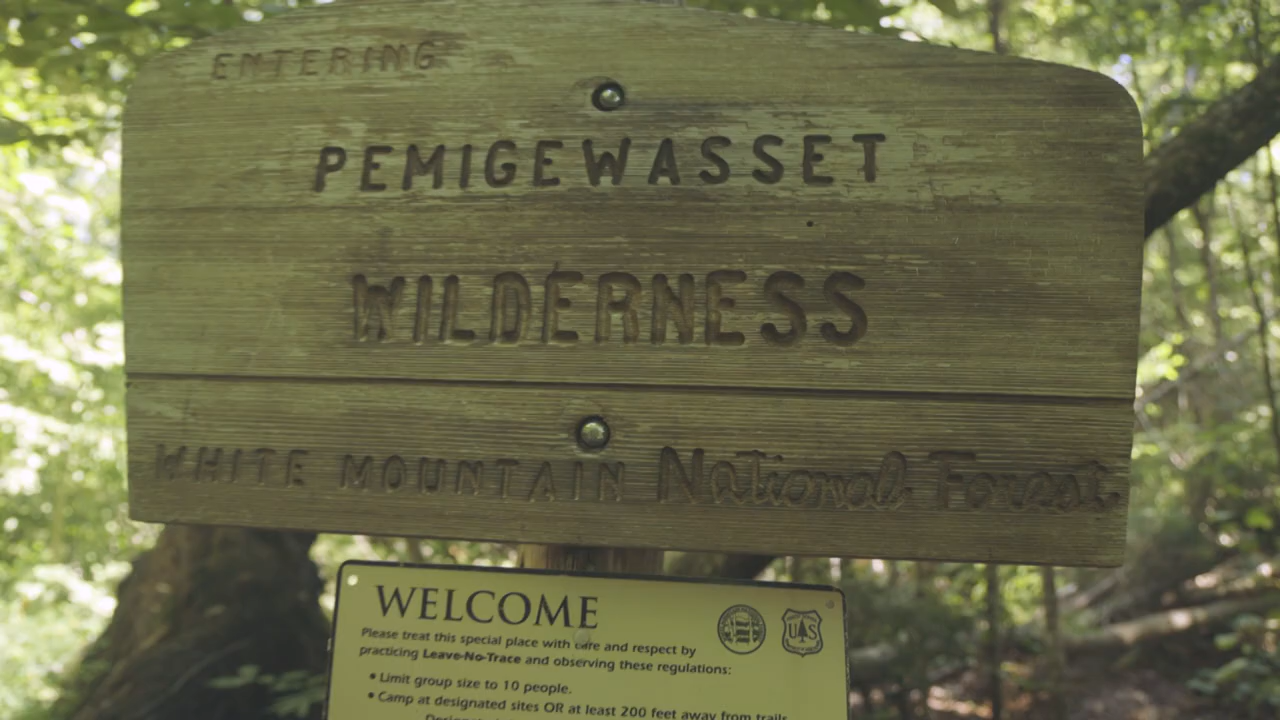 ENTERING
PEMIGEWASSET
WILDERNESS
WHITE MOUNTAIN National Forest
WELCOME
Please treat this special place with care and respect by
practicing Leave-No-Trace and observing these regulations:
• Limit group size to 10 people.
• Camp at designated sites OR at least 200 feet away from trails
UAS